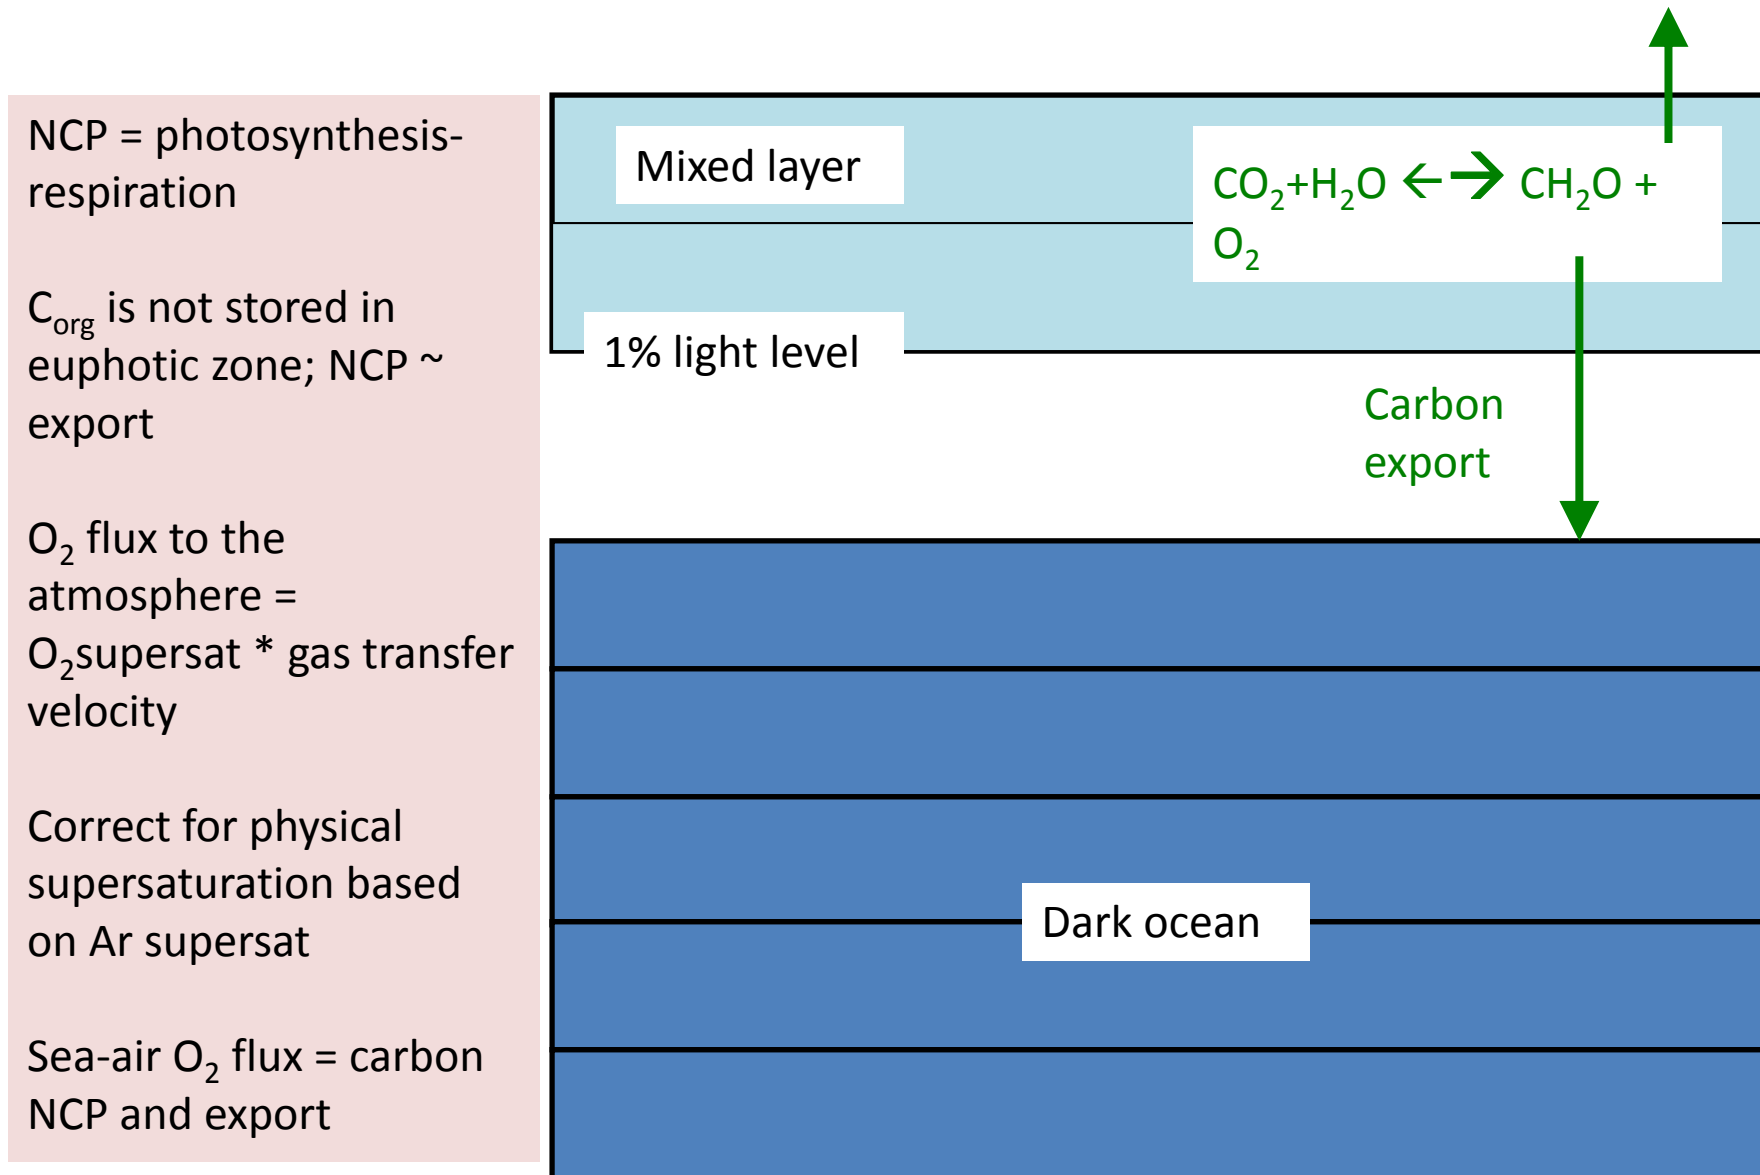 NCP = photosynthesis-
respiration
C_org is not stored in
euphotic zone; NCP ~
export
O₂ flux to the
atmosphere =
O₂supersat * gas transfer
velocity
Correct for physical
supersaturation based
on Ar supersat
Sea-air O₂ flux = carbon
NCP and export
Mixed layer
CO₂+H₂O ← → CH₂O +
O₂
1% light level
Carbon
export
Dark ocean